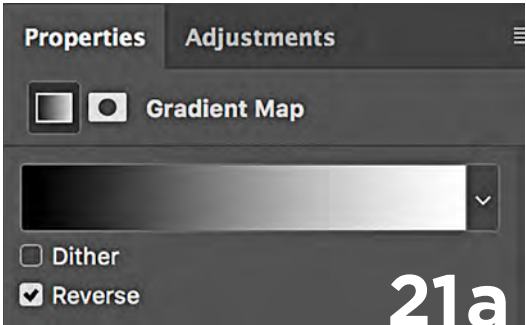 Properties Adjustments
Gradient Map
Dither
Reverse
21a